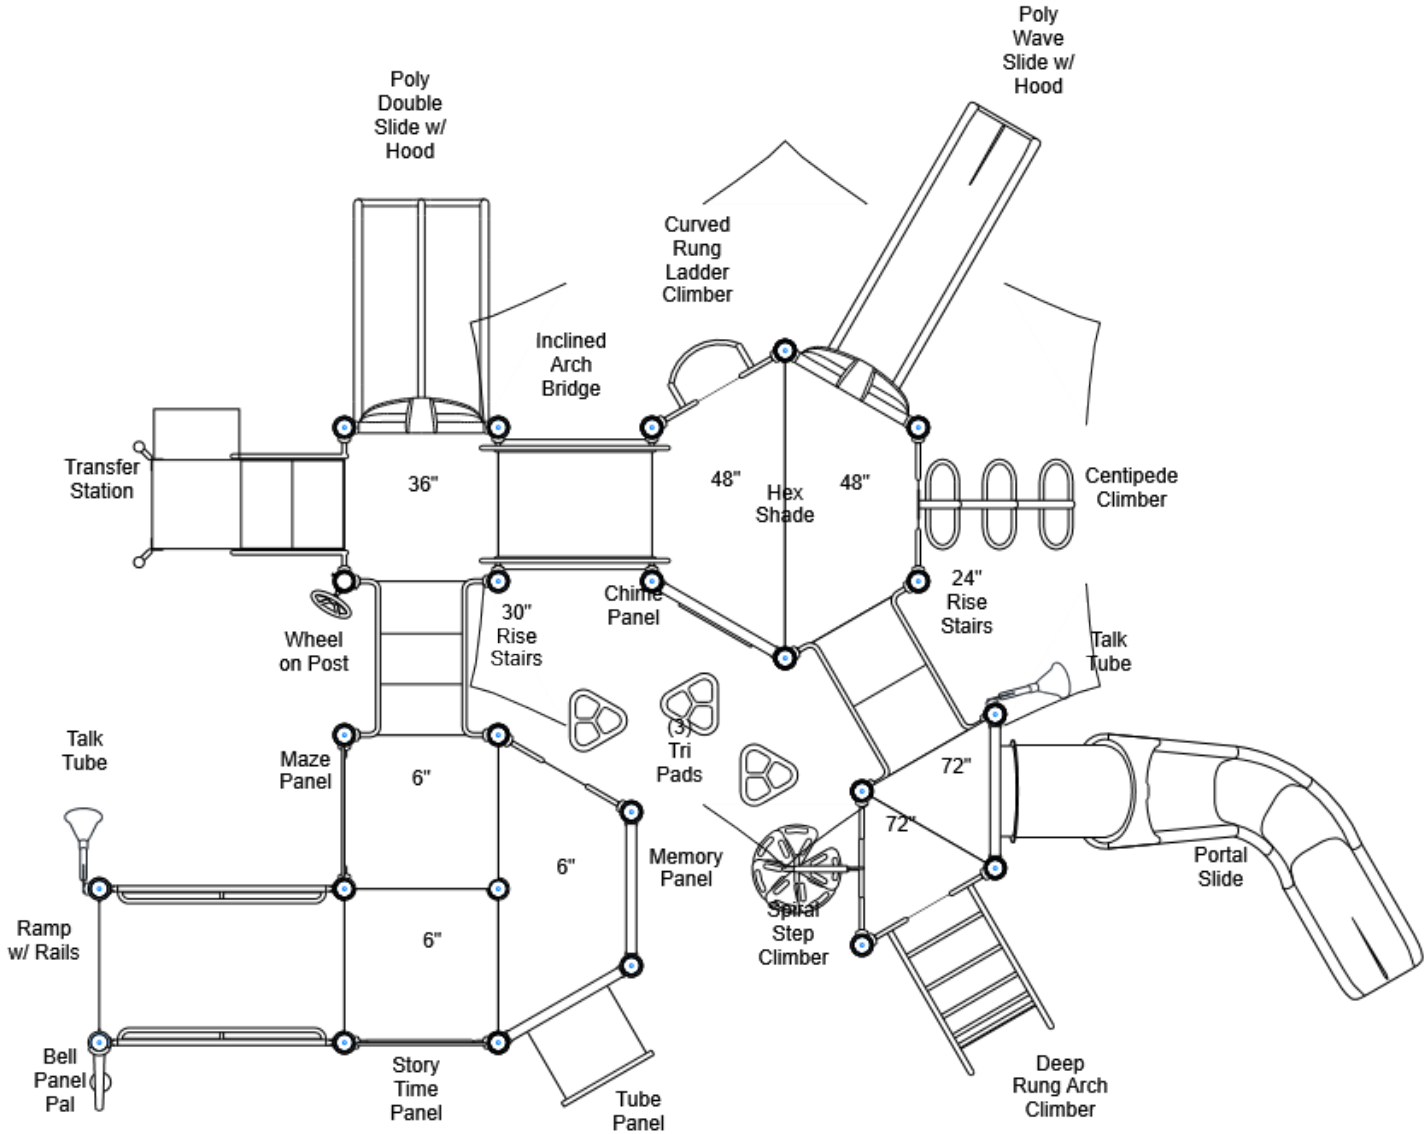 Poly
Wave
Slide w/
Hood
Poly
Double
Slide w/
Hood
Curved
Rung
Ladder
Climber
Inclined
Arch
Bridge
Transfer
Station
36"
48"
48"
Hex
Shade
Centipede
Climber
Chime
Panel
30"
Rise
Stairs
24"
Rise
Stairs
Wheel
on Post
Talk
Tube
Talk
Tube
Maze
Panel
6"
(3)
Tri
Pads
72"
72"
6"
Memory
Panel
Portal
Slide
Ramp
w/ Rails
6"
Spiral
Step
Climber
Bell
Panel
Pal
Story
Time
Panel
Tube
Panel
Deep
Rung Arch
Climber